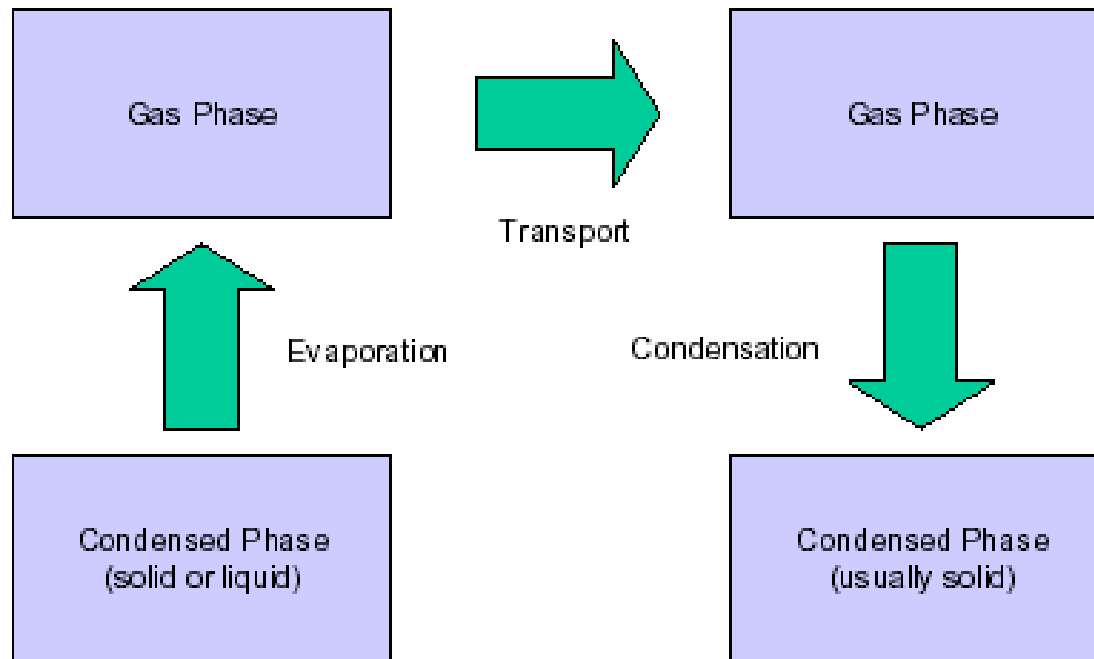 Gas Phase
Gas Phase
Transport
Evaporation
Condensation
Condensed Phase
(solid or liquid)
Condensed Phase
(usually solid)